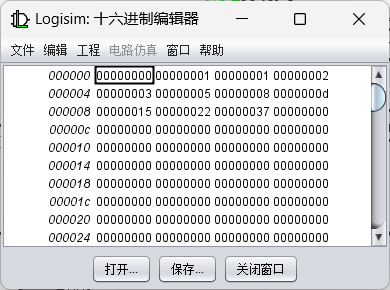 Logisim: 十六进制编辑器
文件 编辑 工程 电路仿真 窗口 帮助
000000 00000000 00000001 00000001 00000002
000004 00000003 00000005 00000008 0000000d
000008 00000015 00000022 00000037 00000000
00000c 00000000 00000000 00000000 00000000
000010 00000000 00000000 00000000 00000000
000014 00000000 00000000 00000000 00000000
000018 00000000 00000000 00000000 00000000
00001c 00000000 00000000 00000000 00000000
000020 00000000 00000000 00000000 00000000
000024 00000000 00000000 00000000 00000000
打开... 保存... 关闭窗口